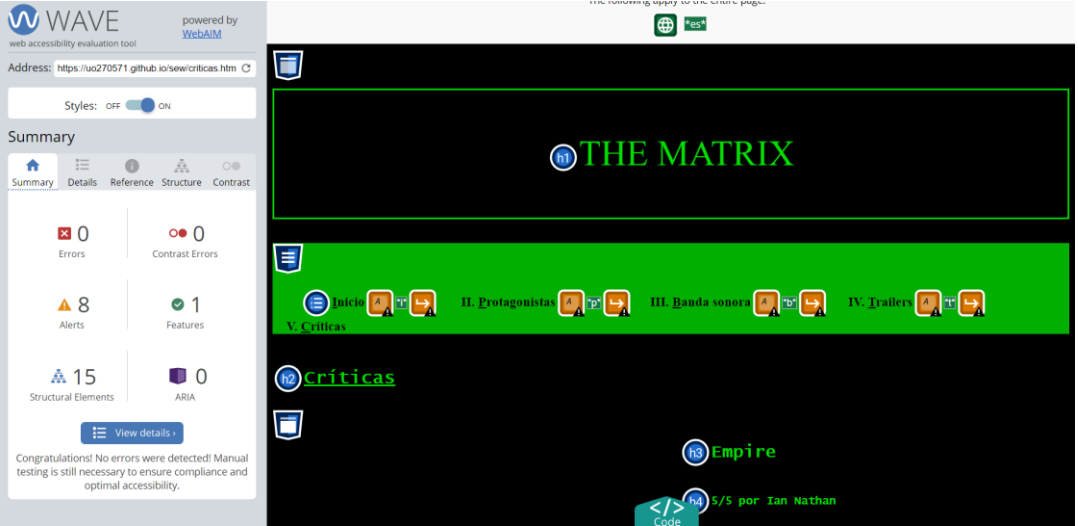 The following apply to the entire page:
WAVE
powered by
WebAIM
web accessibility evaluation tool
*es*
Address: https://uo270571.github.io/sew/criticas.htm
Styles: OFF ON
Summary
Summary Details Reference Structure Contrast
h1 THE MATRIX
0 0
Errors Contrast Errors
8 1
Alerts Features
15 0
Structural Elements ARIA
View details ›
Congratulations! No errors were detected! Manual
testing is still necessary to ensure compliance and
optimal accessibility.
Inicio A *i* II. Protagonistas A *p* III. Banda sonora A *b* IV. Trailers A *t*
V. Críticas
h2 Críticas
h3 Empire
h4 5/5 por Ian Nathan
</> Code